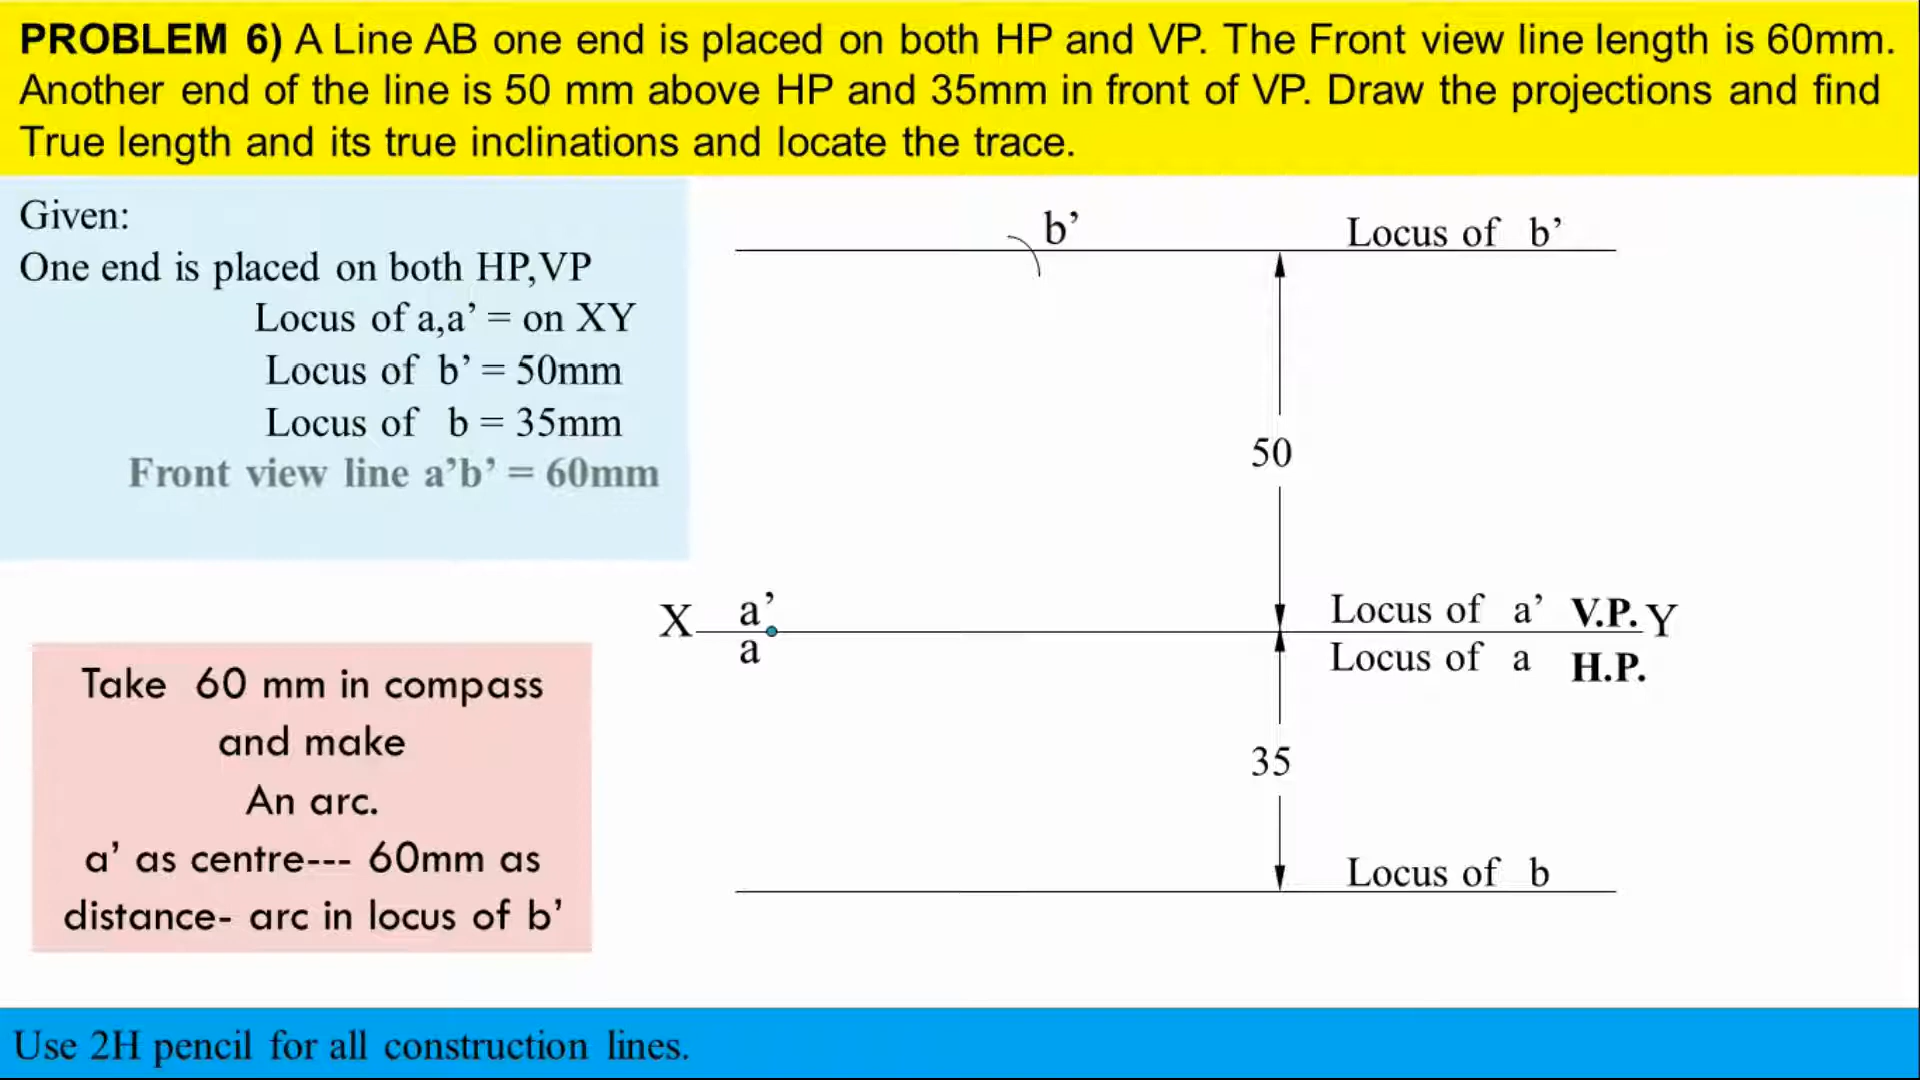 PROBLEM 6) A Line AB one end is placed on both HP and VP. The Front view line length is 60mm.
Another end of the line is 50 mm above HP and 35mm in front of VP. Draw the projections and find
True length and its true inclinations and locate the trace.
Given:
One end is placed on both HP,VP
Locus of a,a’ = on XY
Locus of b’ = 50mm
Locus of b = 35mm
Front view line a’b’ = 60mm
Take 60 mm in compass
and make
An arc.
a’ as centre--- 60mm as
distance- arc in locus of b’
b’
Locus of b’
50
X
a’
a
Locus of a’ V.P. Y
Locus of a H.P.
35
Locus of b
Use 2H pencil for all construction lines.